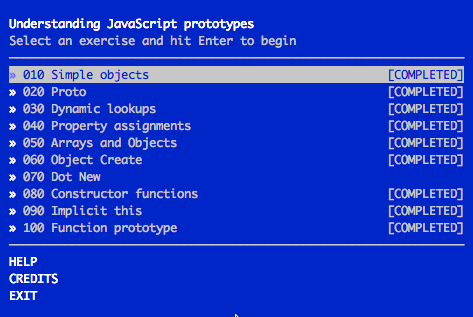 Understanding JavaScript prototypes
Select an exercise and hit Enter to begin
» 010 Simple objects [COMPLETED]
» 020 Proto [COMPLETED]
» 030 Dynamic lookups [COMPLETED]
» 040 Property assignments [COMPLETED]
» 050 Arrays and Objects [COMPLETED]
» 060 Object Create [COMPLETED]
» 070 Dot New
» 080 Constructor functions [COMPLETED]
» 090 Implicit this [COMPLETED]
» 100 Function prototype [COMPLETED]
HELP
CREDITS
EXIT